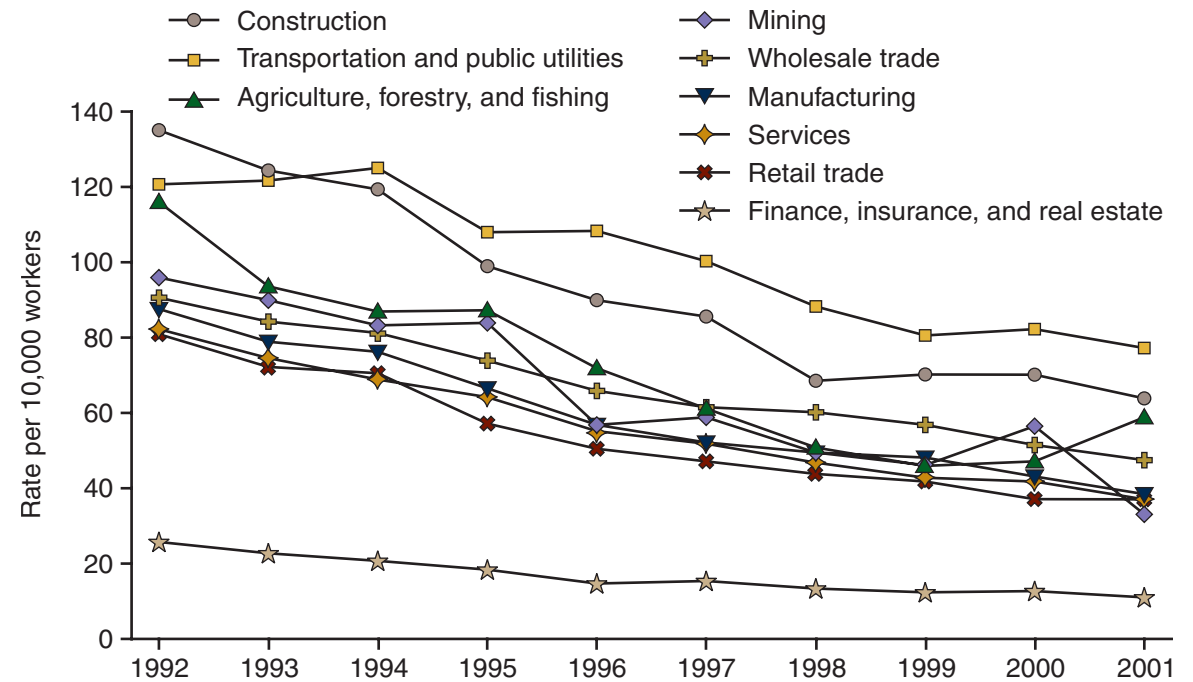 Construction
Transportation and public utilities
Agriculture, forestry, and fishing
Mining
Wholesale trade
Manufacturing
Services
Retail trade
Finance, insurance, and real estate
Rate per 10,000 workers
140
120
100
80
60
40
20
0
1992 1993 1994 1995 1996 1997 1998 1999 2000 2001